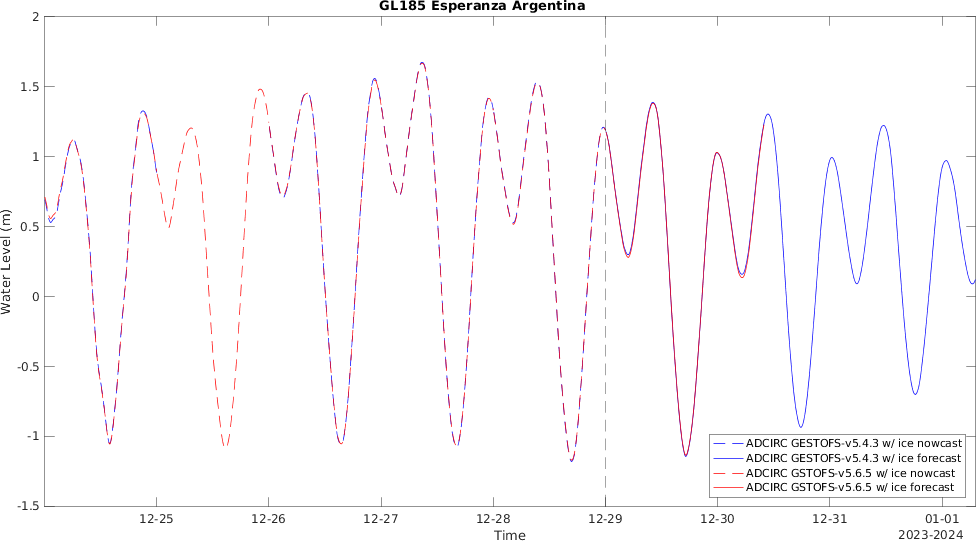 GL185 Esperanza Argentina
2
1.5
1
0.5
0
-0.5
-1
-1.5
Water Level (m)
12-25
12-26
12-27
12-28
12-29
12-30
12-31
01-01
Time
2023-2024
ADCIRC GESTOFS-v5.4.3 w/ ice nowcast
ADCIRC GESTOFS-v5.4.3 w/ ice forecast
ADCIRC GSTOFS-v5.6.5 w/ ice nowcast
ADCIRC GSTOFS-v5.6.5 w/ ice forecast